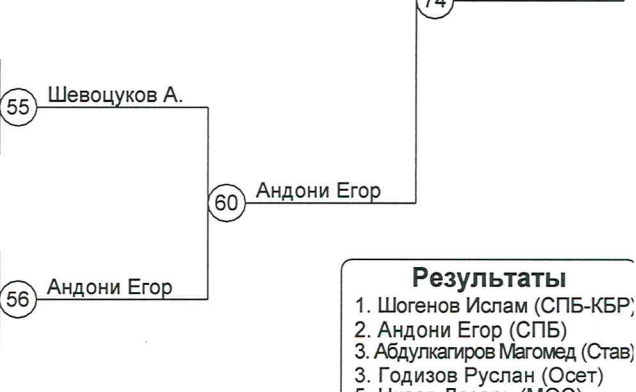 74
Шевоцуков А.
55
Андони Егор
60
Андони Егор
56
Результаты
1. Шогенов Ислам (СПБ-КБР)
2. Андони Егор (СПБ)
3. Абдулкагиров Магомед (Став)
3. Годизов Руслан (Осет)